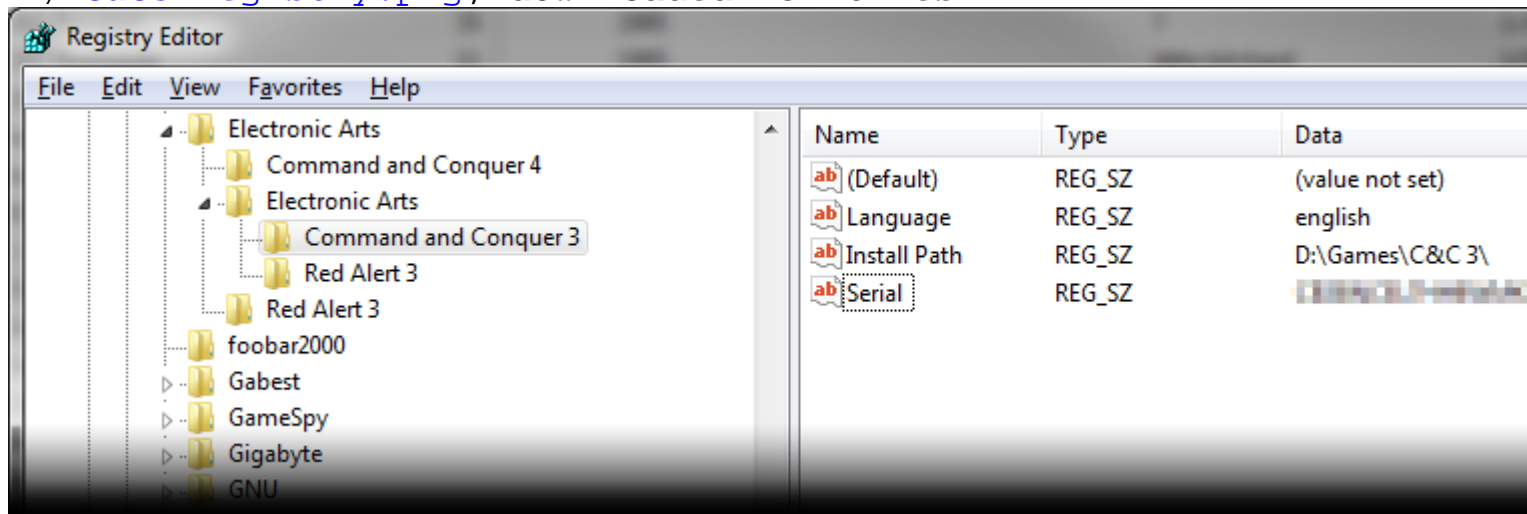 Registry Editor
File Edit View Favorites Help
Electronic Arts
Command and Conquer 4
Electronic Arts
Command and Conquer 3
Red Alert 3
Red Alert 3
foobar2000
Gabest
GameSpy
Gigabyte
GNU
Name Type Data
(Default) REG_SZ (value not set)
Language REG_SZ english
Install Path REG_SZ D:\Games\C&C 3\
Serial REG_SZ